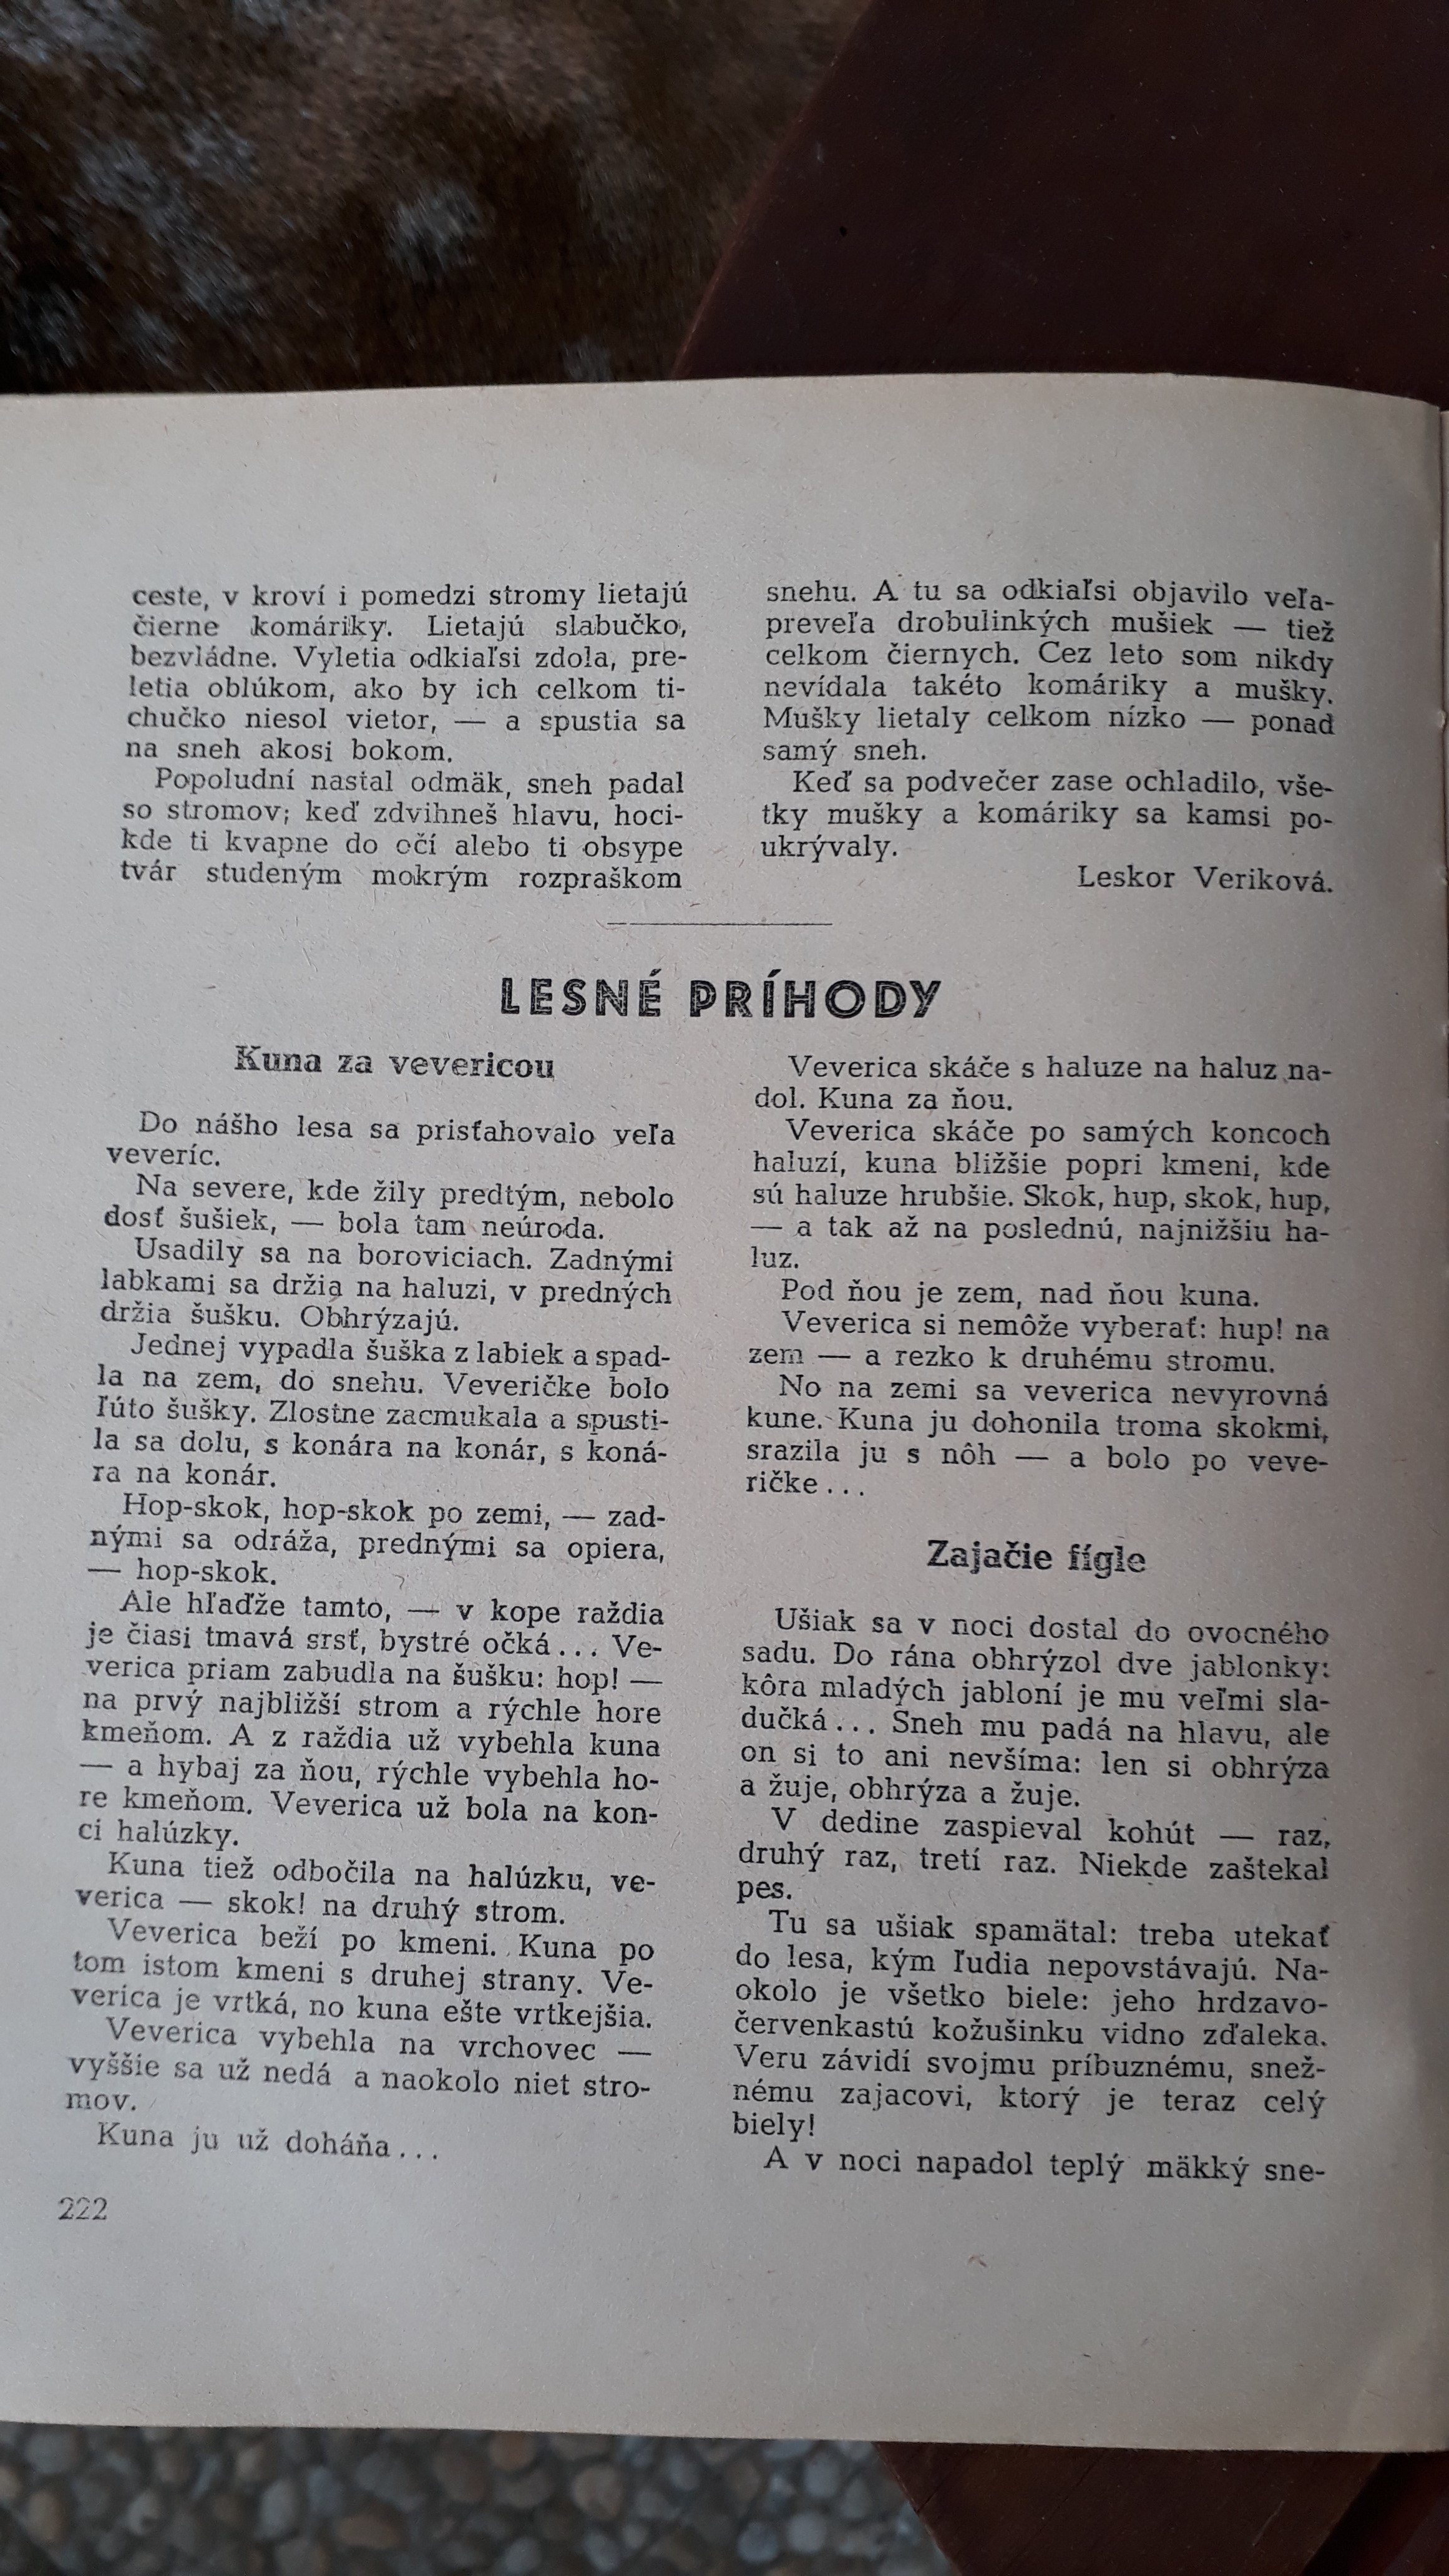 ceste, v kroví i pomedzi stromy lietajú
čierne komáriky. Lietajú slabučko,
bezvládne. Vyletia odkiaľsi zdola, pre-
letia oblúkom, ako by ich celkom ti-
chučko niesol vietor, — a spustia sa
na sneh akosi bokom.
Popoludní nastal odmäk, sneh padal
so stromov; keď zdvihneš hlavu, hoci-
kde ti kvapne do očí alebo ti obsype
tvár studeným mokrým rozpraškom
snehu. A tu sa odkiaľsi objavilo veľa-
preveľa drobulinkých mušiek — tiež
celkom čiernych. Cez leto som nikdy
nevídala takéto komáriky a mušky.
Mušky lietaly celkom nízko — ponad
samý sneh.
Keď sa podvečer zase ochladilo, vše-
tky mušky a komáriky sa kamsi po-
ukrývaly.
Leskor Veriková.
LESNÉ PRÍHODY
Kuna za vevericou
Do nášho lesa sa prisťahovalo veľa
veveríc.
Na severe, kde žily predtým, nebolo
dosť šušiek, — bola tam neúroda.
Usadily sa na boroviciach. Zadnými
labkami sa držia na haluzi, v predných
držia šušku. Obhrýzajú.
Jednej vypadla šuška z labiek a spad-
la na zem, do snehu. Veveričke bolo
ľúto šušky. Zlostne zacmukala a spusti-
la sa dolu, s konára na konár, s koná-
ra na konár.
Hop-skok, hop-skok po zemi, — zad-
nými sa odráža, prednými sa opiera,
— hop-skok.
Ale hľaďže tamto, — v kope raždia
je čiasi tmavá srsť, bystré očká... Ve-
verica priam zabudla na šušku: hop! —
na prvý najbližší strom a rýchle hore
kmeňom. A z raždia už vybehla kuna
— a hybaj za ňou, rýchle vybehla ho-
re kmeňom. Veverica už bola na kon-
ci halúzky.
Kuna tiež odbočila na halúzku, ve-
verica — skok! na druhý strom.
Veverica beží po kmeni. Kuna po
tom istom kmeni s druhej strany. Ve-
verica je vrtká, no kuna ešte vrtkejšia.
Veverica vybehla na vrchovec —
vyššie sa už nedá a naokolo niet stro-
mov.
Kuna ju už doháňa...
Veverica skáče s haluze na haluz na-
dol. Kuna za ňou.
Veverica skáče po samých koncoch
haluzí, kuna bližšie popri kmeni, kde
sú haluze hrubšie. Skok, hup, skok, hup,
— a tak až na poslednú, najnižšiu ha-
luz.
Pod ňou je zem, nad ňou kuna.
Veverica si nemôže vyberať: hup! na
zem — a rezko k druhému stromu.
No na zemi sa veverica nevyrovná
kune. Kuna ju dohonila troma skokmi,
srazila ju s nôh — a bolo po veve-
ričke...
Zajačie fígle
Ušiak sa v noci dostal do ovocného
sadu. Do rána obhrýzol dve jablonky:
kôra mladých jabloní je mu veľmi sla-
dučká... Sneh mu padá na hlavu, ale
on si to ani nevšíma: len si obhrýza
a žuje, obhrýza a žuje.
V dedine zaspieval kohút — raz,
druhý raz, tretí raz. Niekde zaštekal
pes.
Tu sa ušiak spamätal: treba utekať
do lesa, kým ľudia nepovstávajú. Na-
okolo je všetko biele: jeho hrdzavo-
červenkastú kožušinku vidno zďaleka.
Veru závidí svojmu príbuznému, snež-
nému zajacovi, ktorý je teraz celý
biely!
A v noci napadol teplý mäkký sne-
222